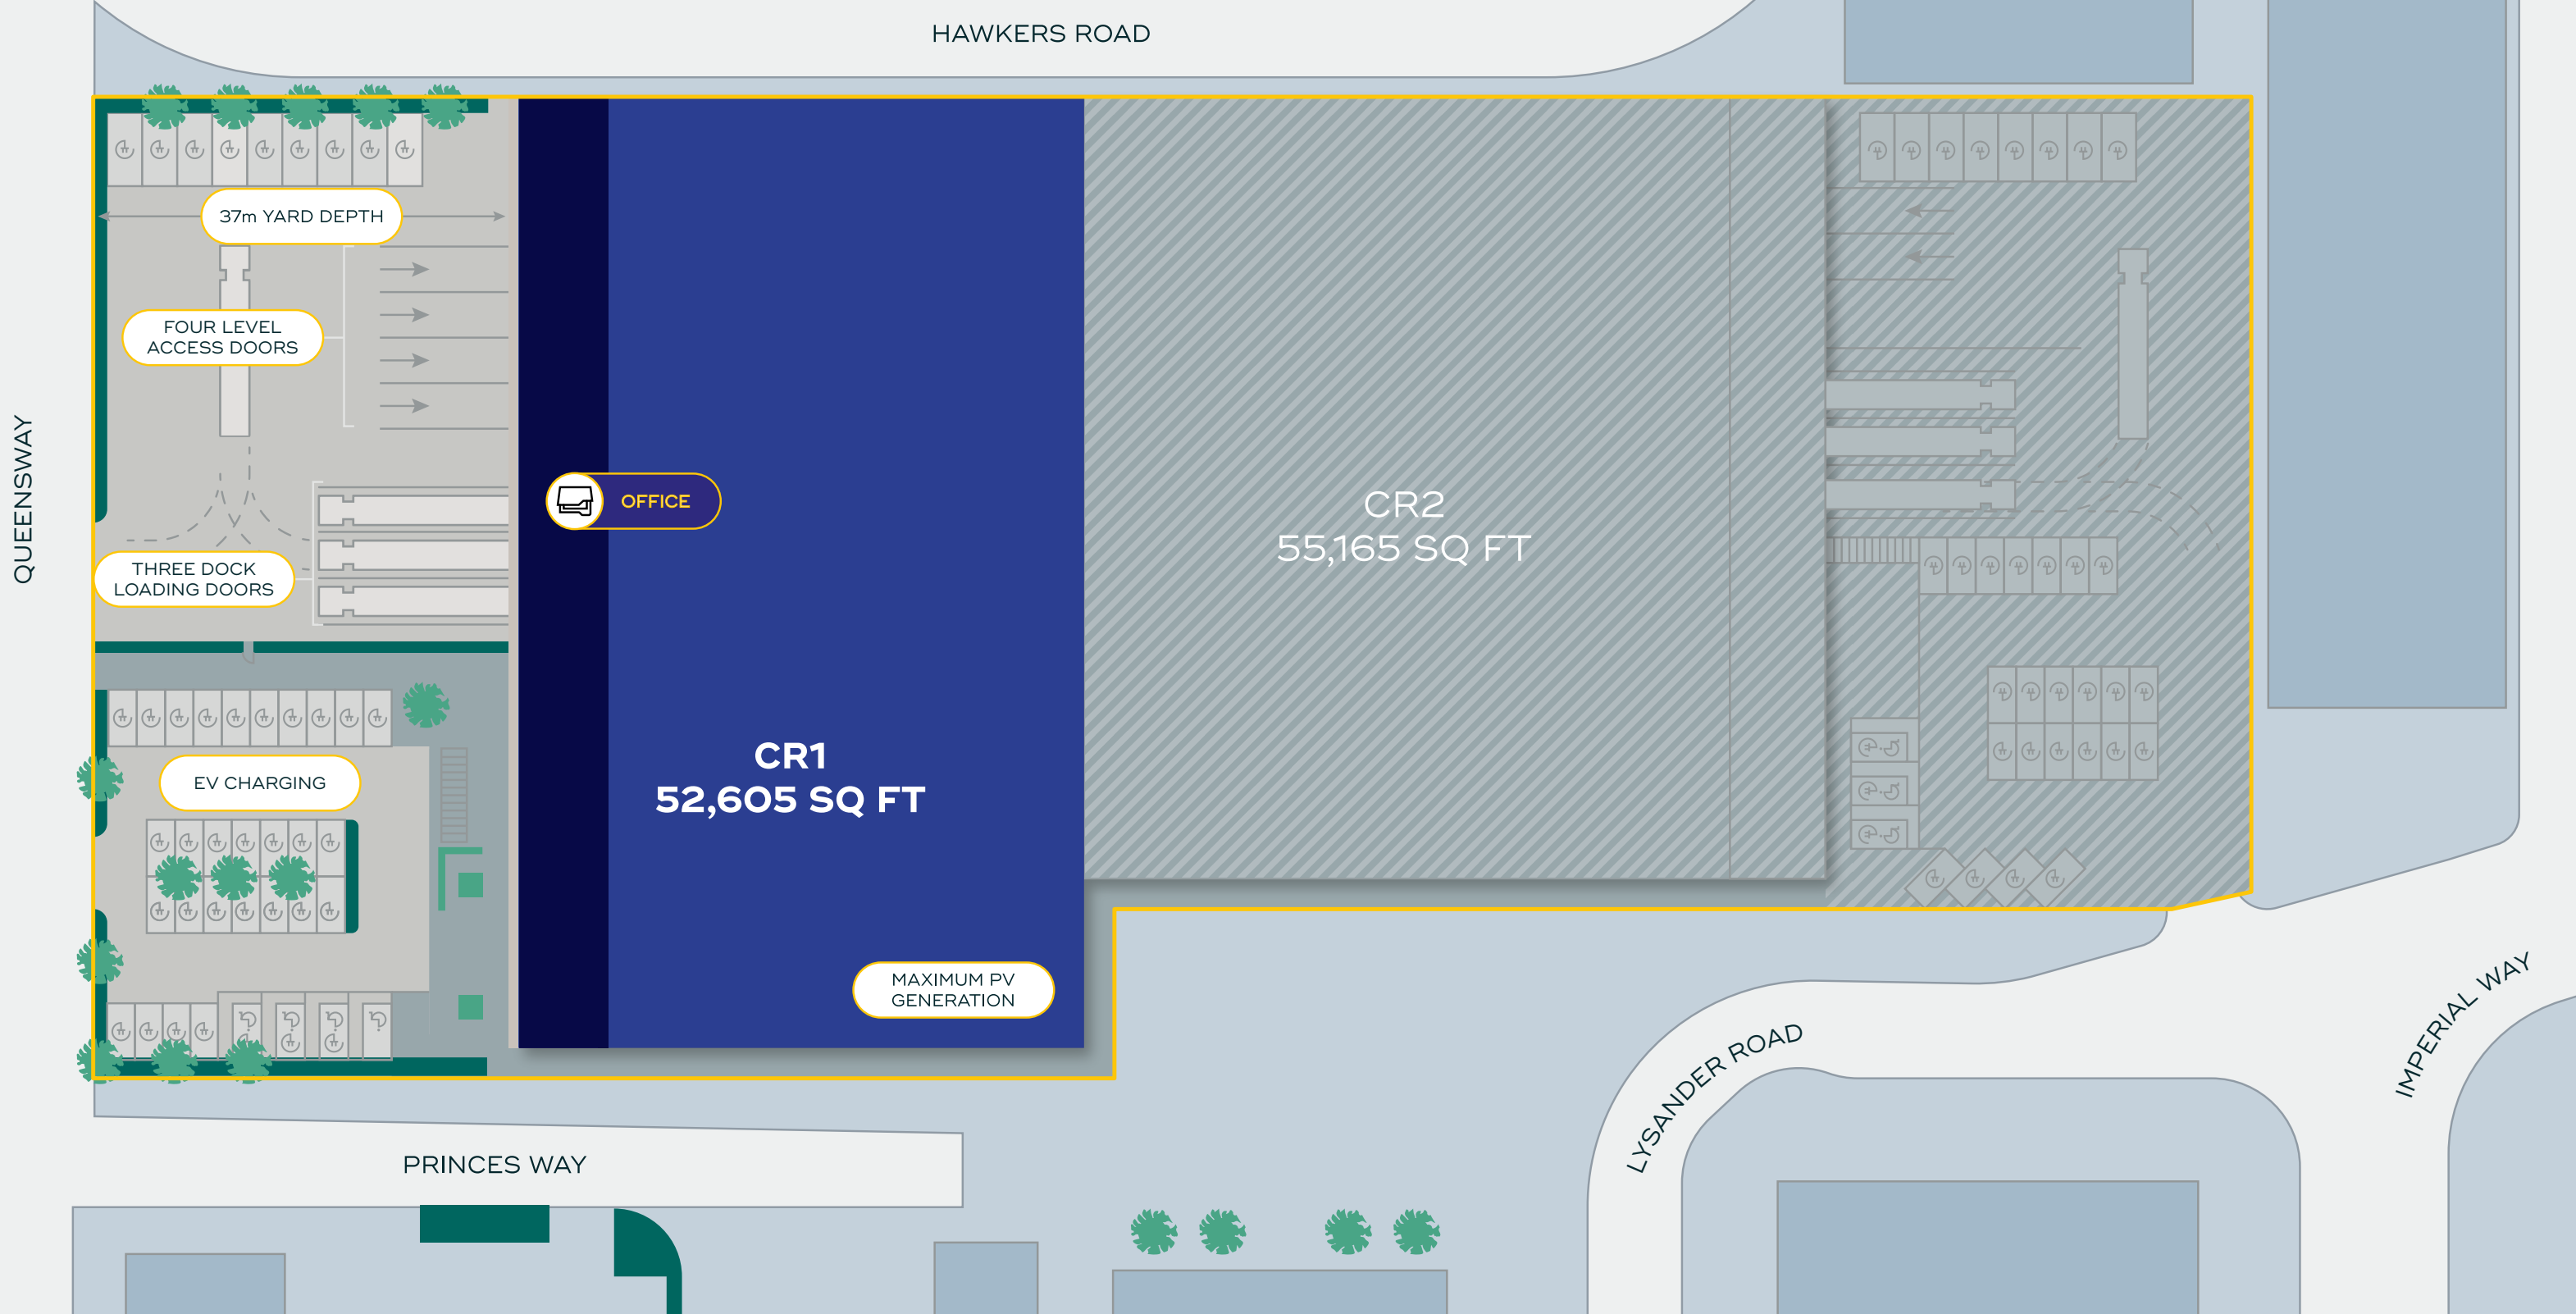 HAWKERS ROAD
37m YARD DEPTH
FOUR LEVEL
ACCESS DOORS
QUEENSWAY
OFFICE
CR2
55,165 SQ FT
THREE DOCK
LOADING DOORS
CR1
52,605 SQ FT
EV CHARGING
MAXIMUM PV
GENERATION
LYSANDER ROAD
IMPERIAL WAY
PRINCES WAY